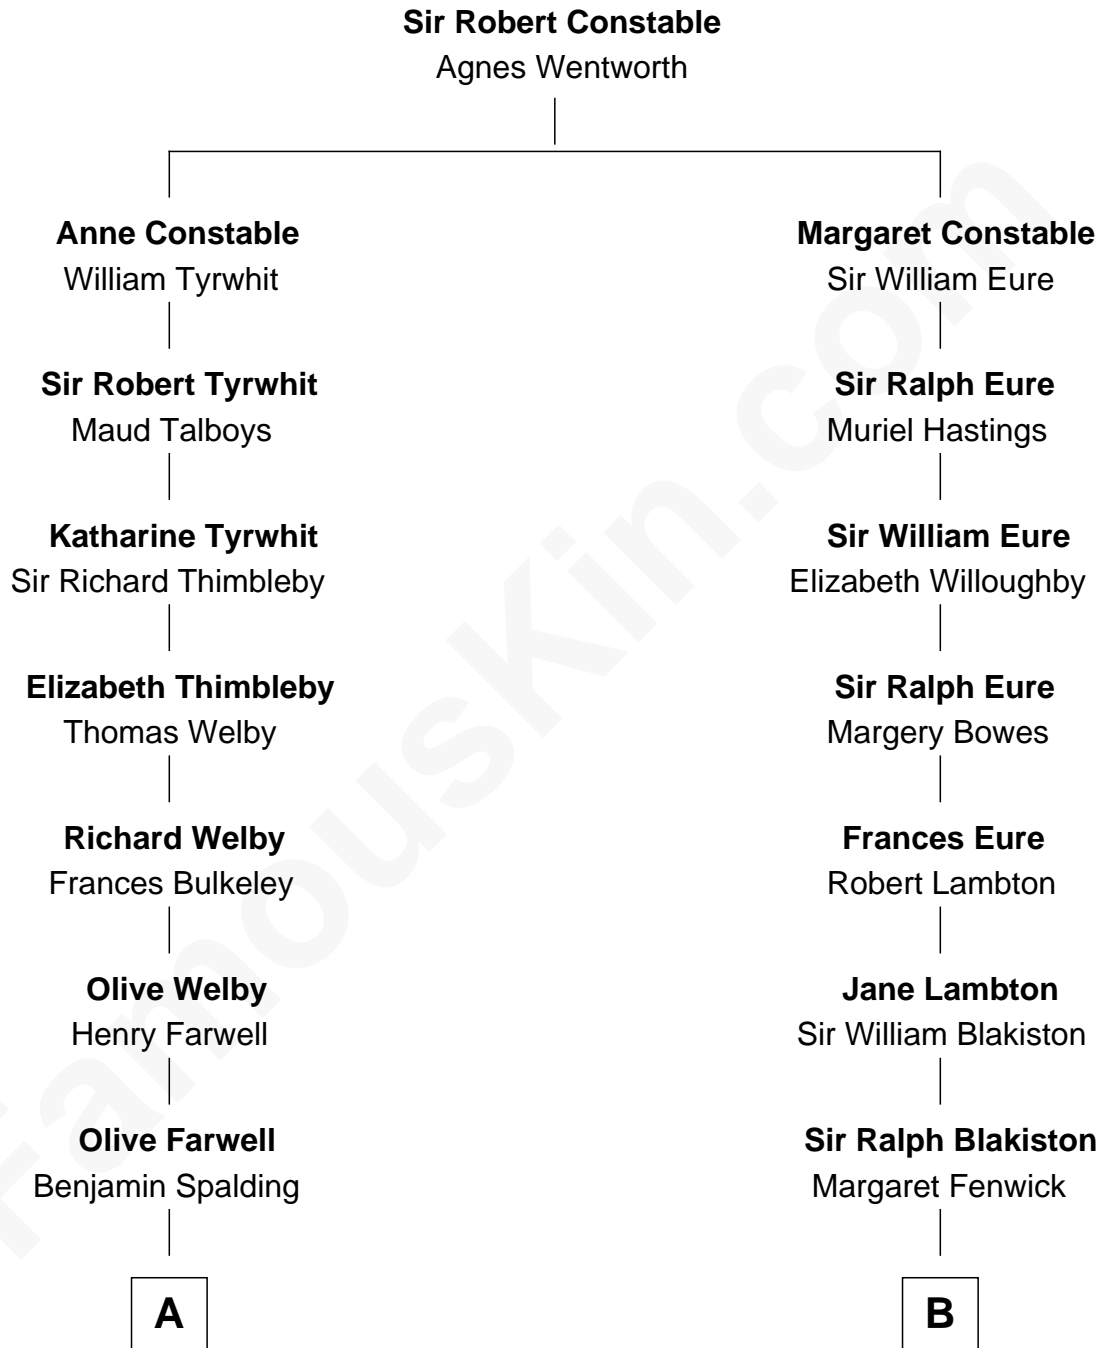 Sir Robert Constable
Agnes Wentworth
Anne Constable
William Tyrwhit
Sir Robert Tyrwhit
Maud Talboys
Katharine Tyrwhit
Sir Richard Thimbleby
Elizabeth Thimbleby
Thomas Welby
Richard Welby
Frances Bulkeley
Olive Welby
Henry Farwell
Olive Farwell
Benjamin Spalding
A
Margaret Constable
Sir William Eure
Sir Ralph Eure
Muriel Hastings
Sir William Eure
Elizabeth Willoughby
Sir Ralph Eure
Margery Bowes
Frances Eure
Robert Lambton
Jane Lambton
Sir William Blakiston
Sir Ralph Blakiston
Margaret Fenwick
B
FamousKin.com